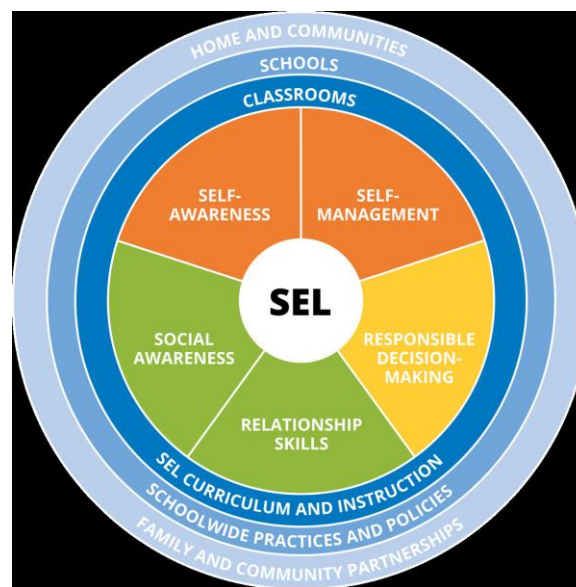 HOME AND COMMUNITIES
SCHOOLS
CLASSROOMS
SELF-
AWARENESS
SELF-
MANAGEMENT
SEL
SOCIAL
AWARENESS
RESPONSIBLE
DECISION-
MAKING
RELATIONSHIP
SKILLS
SEL CURRICULUM AND INSTRUCTION
SCHOOLWIDE PRACTICES AND POLICIES
FAMILY AND COMMUNITY PARTNERSHIPS